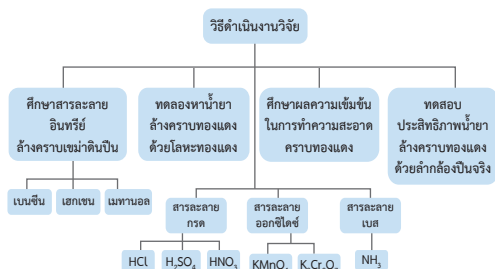 วิธีดำเนินงานวิจัย
ศึกษาสารละลาย
อินทรีย์
ล้างคราบเขม่าดินปืน
ทดลองหาน้ำยา
ล้างคราบทองแดง
ด้วยโลหะทองแดง
ศึกษาผลความเข้มข้น
ในการทำความสะอาด
คราบทองแดง
ทดสอบ
ประสิทธิภาพน้ำยา
ล้างคราบทองแดง
ด้วยลำกล้องปืนจริง
เบนซีน
เฮกเซน
เมทานอล
สารละลาย
กรด
สารละลาย
ออกซิไดซ์
สารละลาย
เบส
HCl
H₂SO₄
HNO₃
KMnO₄
K₂Cr₂O₇
NH₃